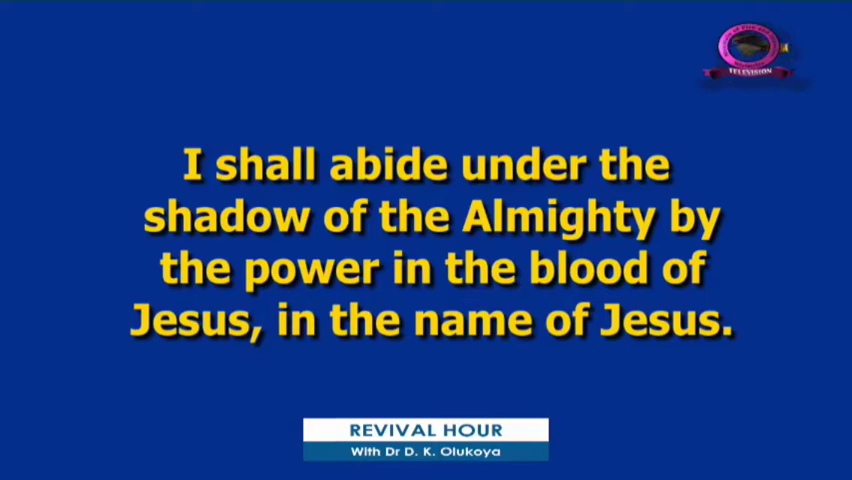 TELEVISION
I shall abide under the
shadow of the Almighty by
the power in the blood of
Jesus, in the name of Jesus.
REVIVAL HOUR
With Dr D. K. Olukoya